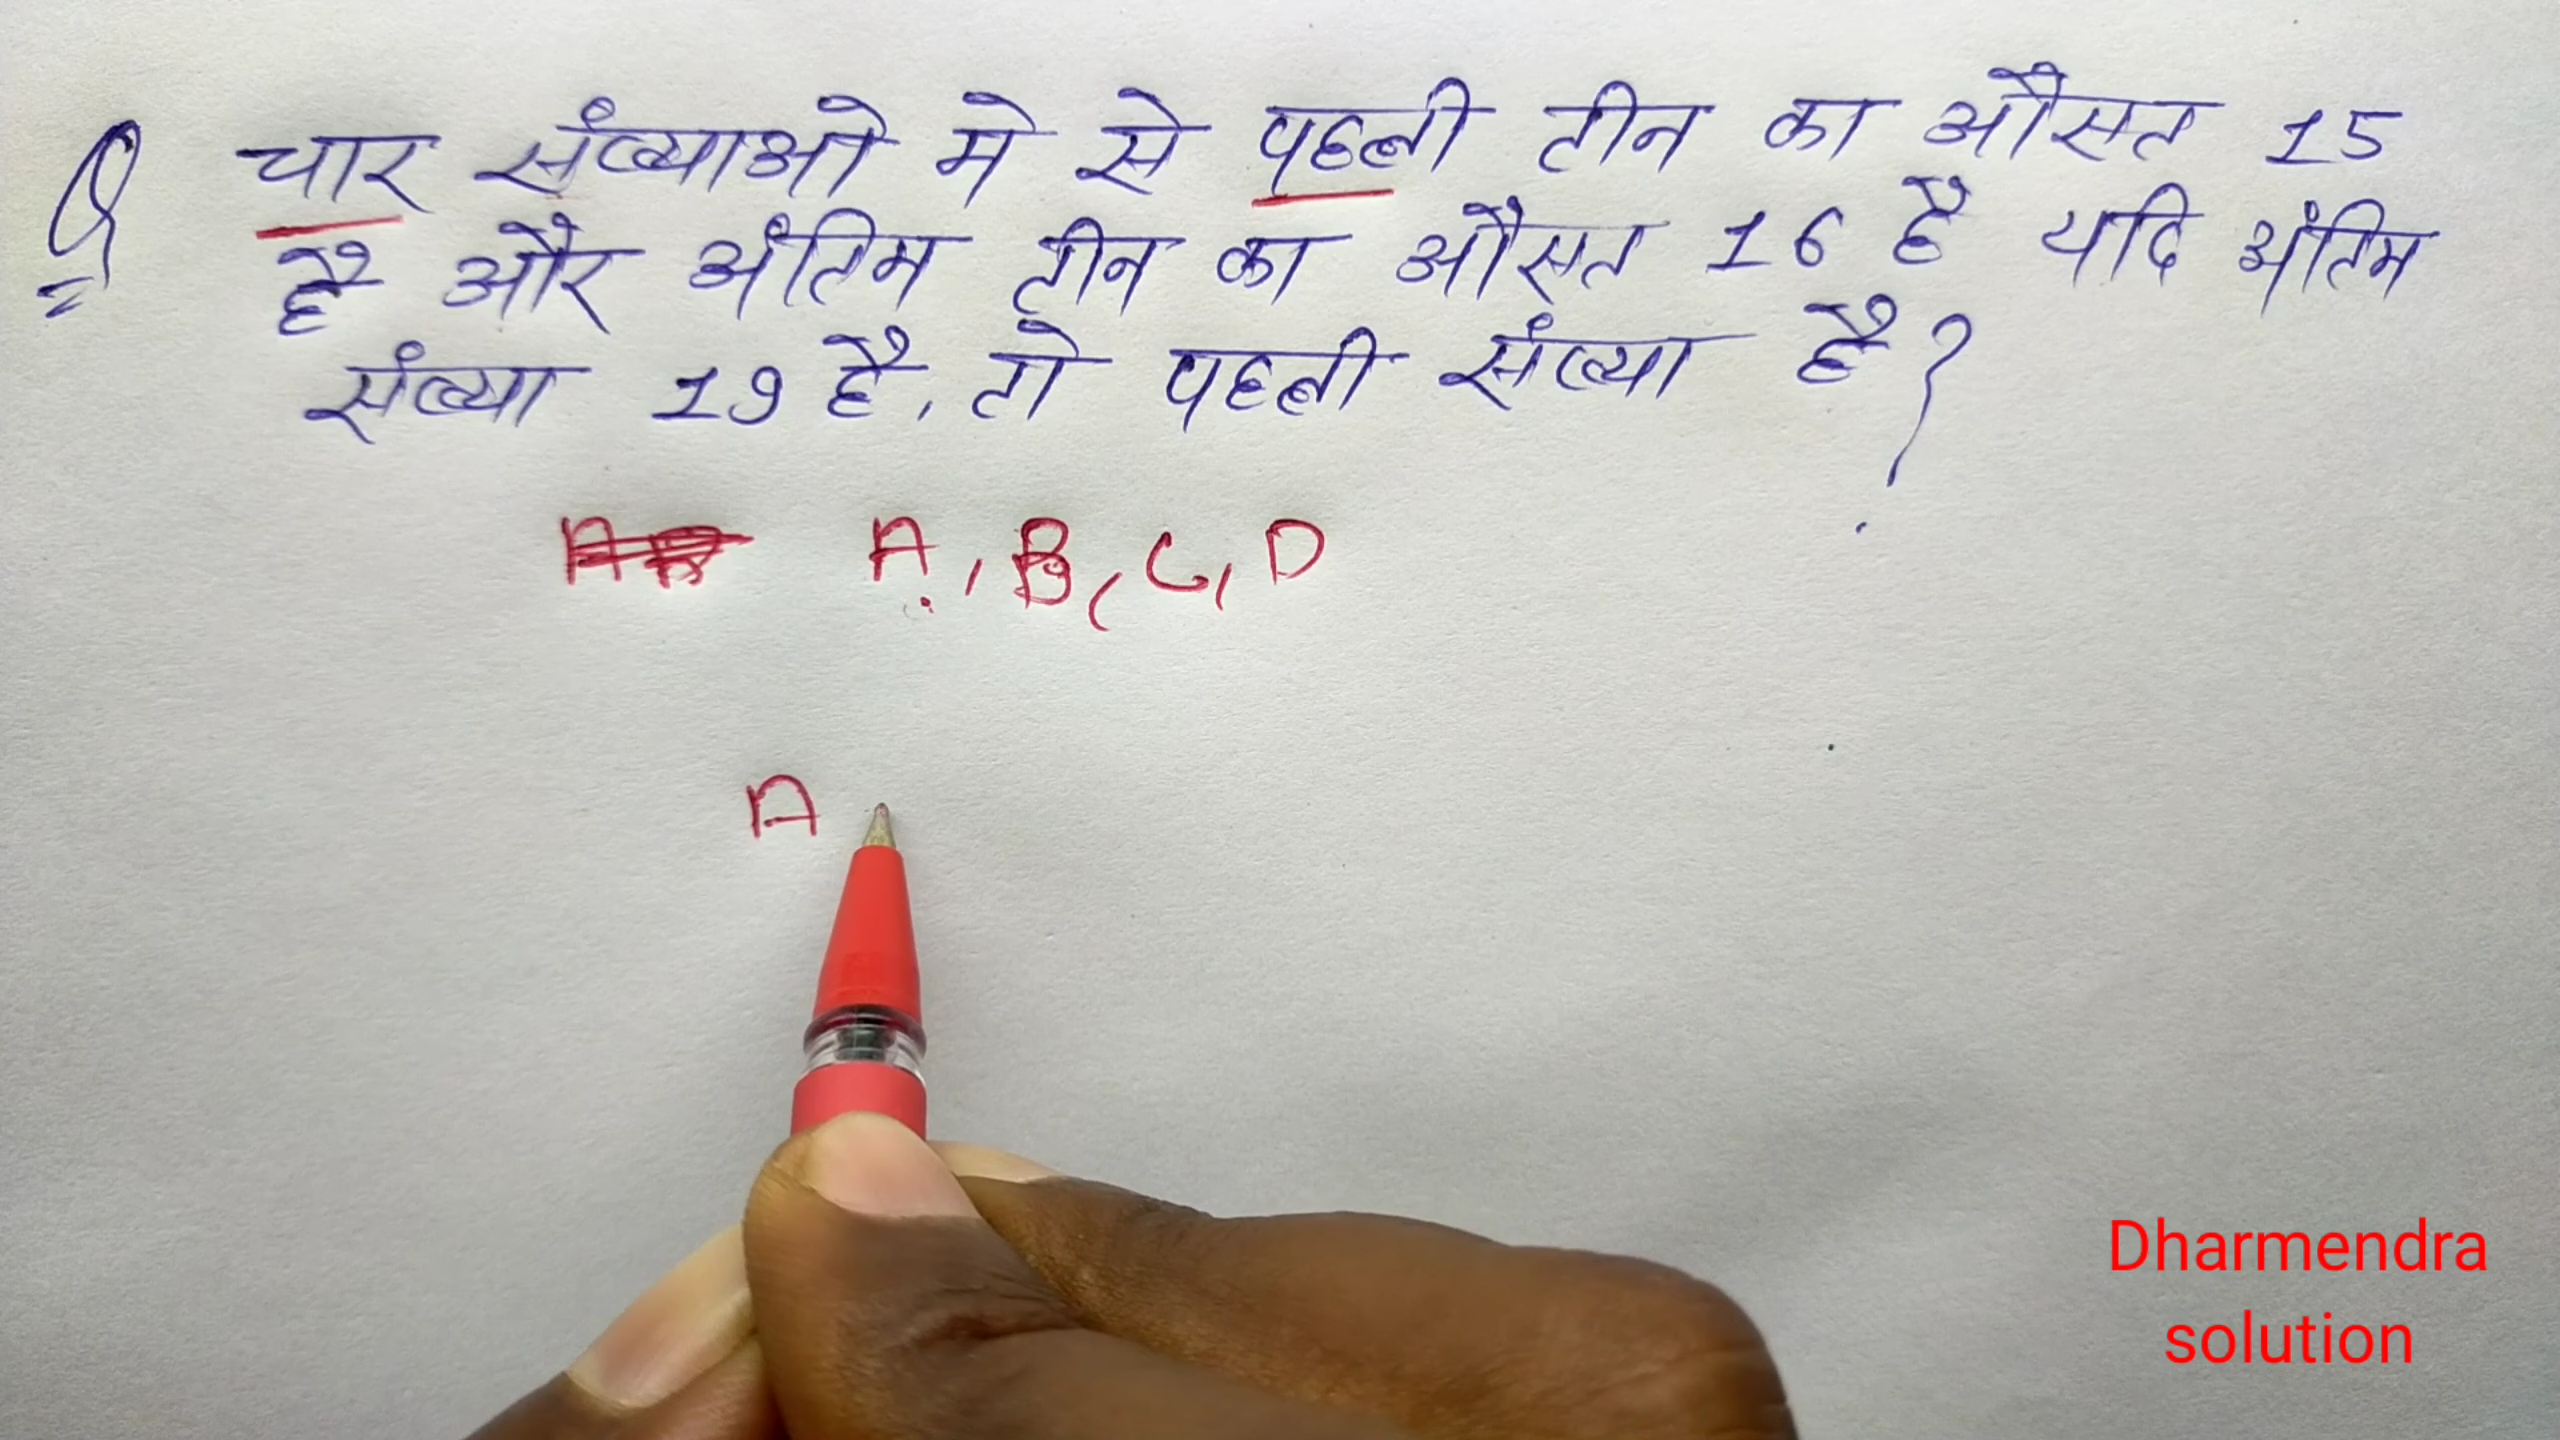 Q चार संख्याओ मे से पहली तीन का औसत 15
है और अंतिम तीन का औसत 16 है यदि अंतिम
संख्या 19 है, तो पहली संख्या है?
A, B, C, D
A
Dharmendra
solution